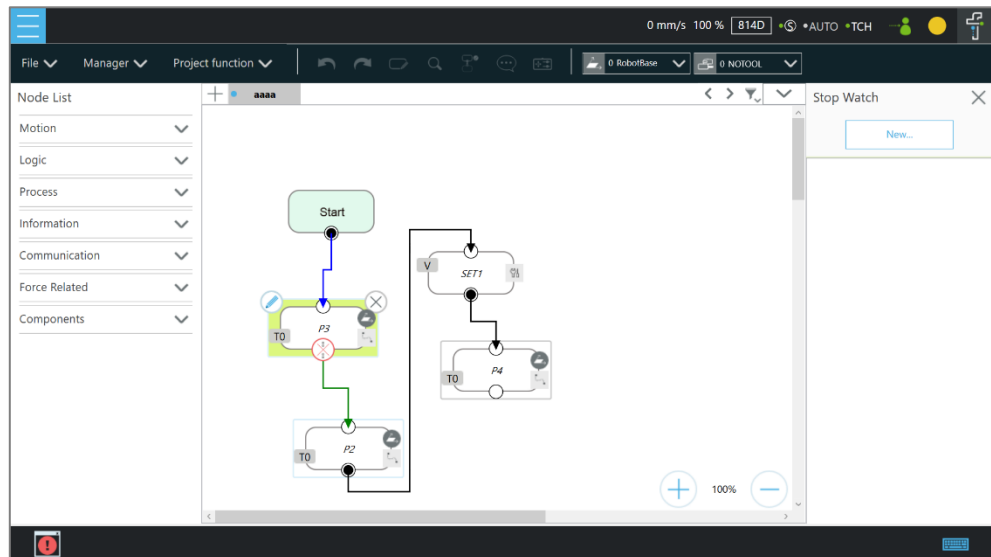 0 mm/s 100 % 814D S AUTO TCH
File Manager Project function 0 RobotBase 0 NOTOOL
Node List
Motion
Logic
Process
Information
Communication
Force Related
Components
aaaa
Start
P3
T0
P2
T0
V
SET1
P4
T0
100%
Stop Watch
New...